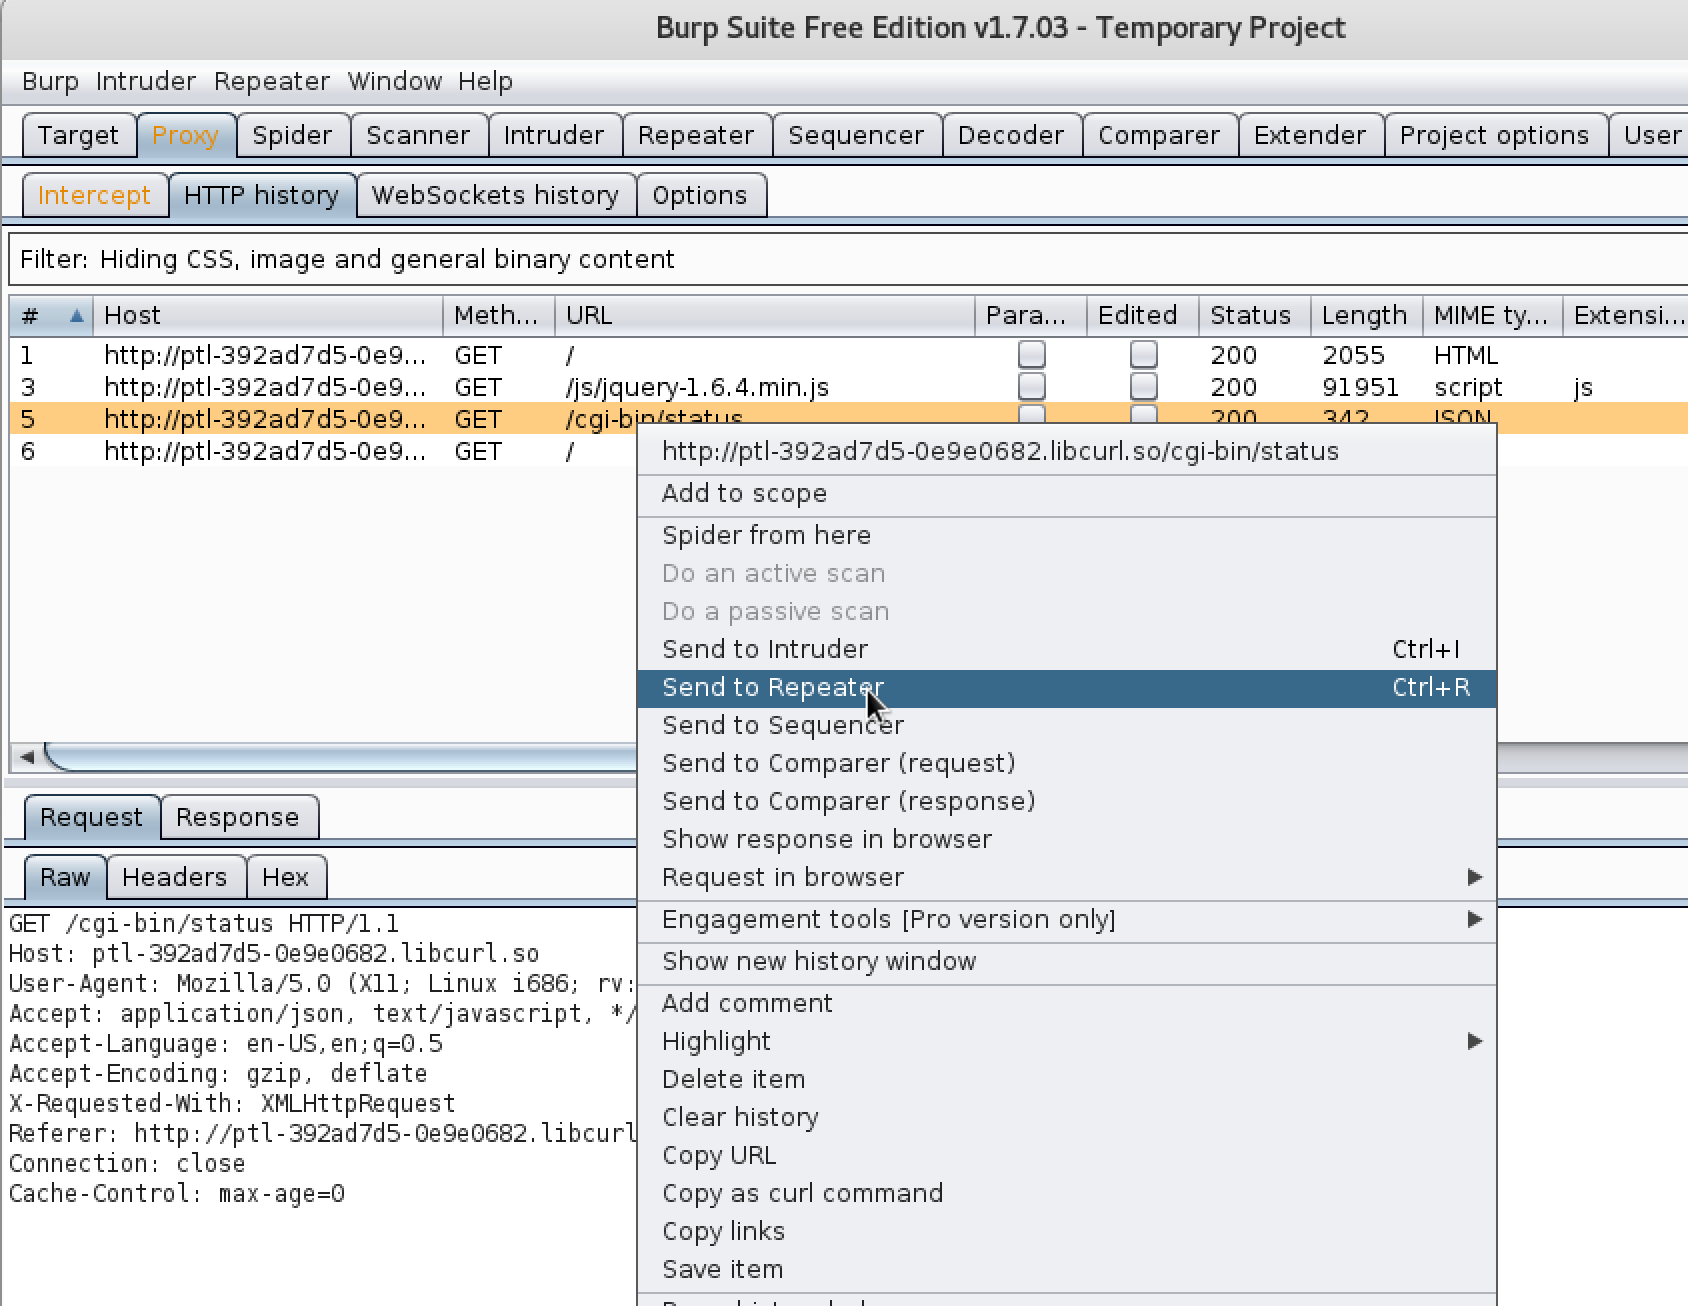 Burp Suite Free Edition v1.7.03 - Temporary Project
Burp Intruder Repeater Window Help
Target Proxy Spider Scanner Intruder Repeater Sequencer Decoder Comparer Extender Project options User
Intercept HTTP history WebSockets history Options
Filter: Hiding CSS, image and general binary content
# Host Meth... URL Para... Edited Status Length MIME ty... Extensi...
1 http://ptl-392ad7d5-0e9... GET / 200 2055 HTML
3 http://ptl-392ad7d5-0e9... GET /js/jquery-1.6.4.min.js 200 91951 script js
5 http://ptl-392ad7d5-0e9... GET /cgi-bin/status 200 342 JSON
6 http://ptl-392ad7d5-0e9... GET /
http://ptl-392ad7d5-0e9e0682.libcurl.so/cgi-bin/status
Add to scope
Spider from here
Do an active scan
Do a passive scan
Send to Intruder Ctrl+I
Send to Repeater Ctrl+R
Send to Sequencer
Send to Comparer (request)
Send to Comparer (response)
Show response in browser
Request in browser
Engagement tools [Pro version only]
Show new history window
Add comment
Highlight
Delete item
Clear history
Copy URL
Copy as curl command
Copy links
Save item
Request Response
Raw Headers Hex
GET /cgi-bin/status HTTP/1.1
Host: ptl-392ad7d5-0e9e0682.libcurl.so
User-Agent: Mozilla/5.0 (X11; Linux i686; rv:
Accept: application/json, text/javascript, */
Accept-Language: en-US,en;q=0.5
Accept-Encoding: gzip, deflate
X-Requested-With: XMLHttpRequest
Referer: http://ptl-392ad7d5-0e9e0682.libcurl
Connection: close
Cache-Control: max-age=0